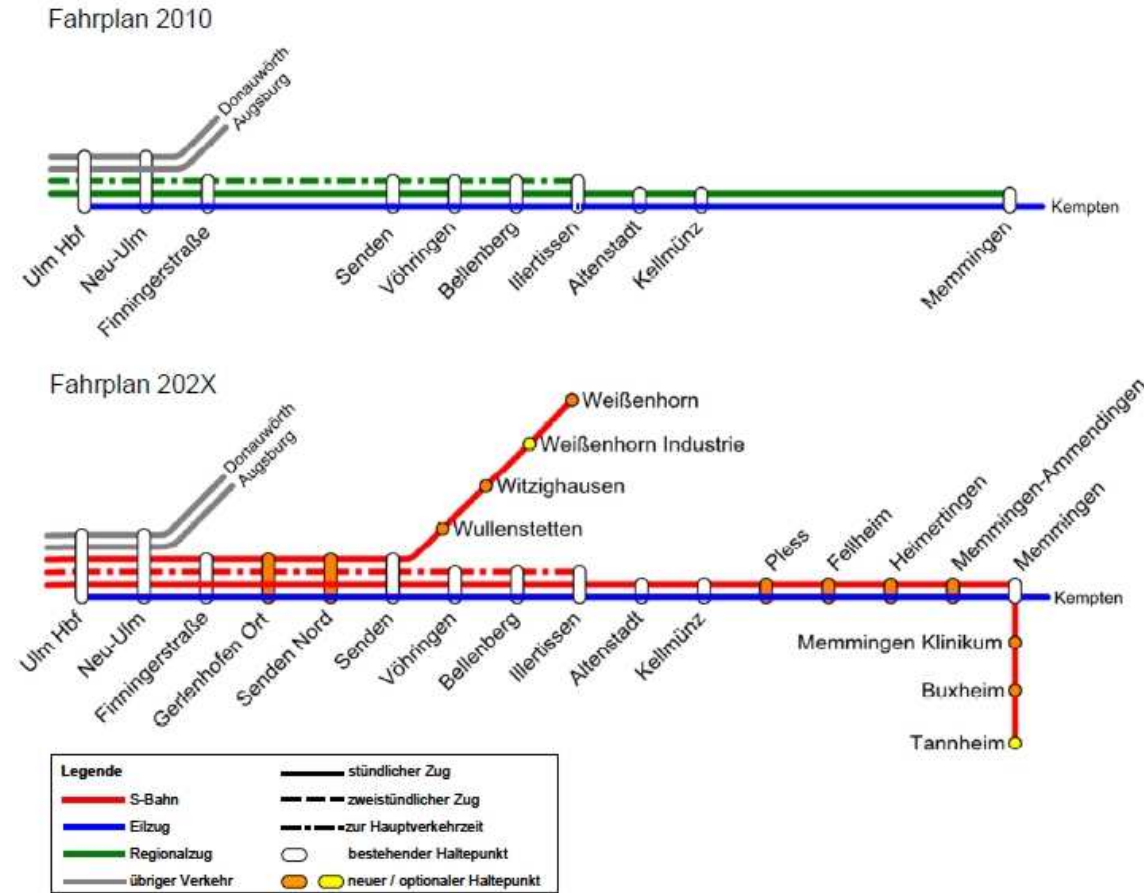 Fahrplan 2010
Donauwörth
Augsburg
Kempten
Ulm Hbf
Neu-Ulm
Finningerstraße
Senden
Vöhringen
Bellenberg
Illertissen
Altenstadt
Kellmünz
Memmingen
Fahrplan 202X
Donauwörth
Augsburg
Weißenhorn
Weißenhorn Industrie
Witzighausen
Wullenstetten
Pless
Fellheim
Heimertingen
Memmingen-Ammendingen
Memmingen
Kempten
Ulm Hbf
Neu-Ulm
Finningerstraße
Gerlenhofen Ort
Senden Nord
Senden
Vöhringen
Bellenberg
Illertissen
Altenstadt
Kellmünz
Memmingen Klinikum
Buxheim
Tannheim
Legende
S-Bahn
Eilzug
Regionalzug
übriger Verkehr
stündlicher Zug
zweistündlicher Zug
zur Hauptverkehrzeit
bestehender Haltepunkt
neuer / optionaler Haltepunkt